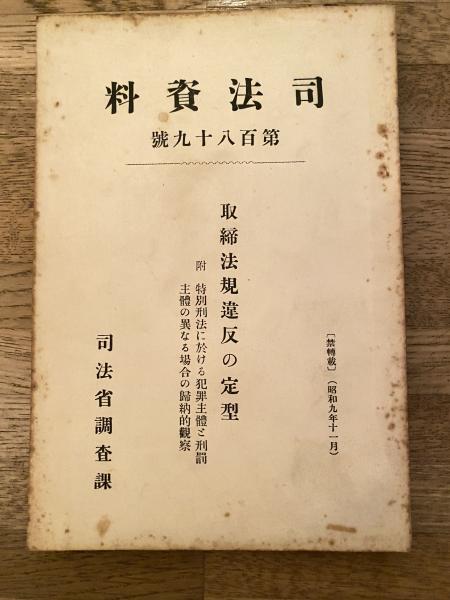 司法資料
第百八十九號
〔禁轉載〕（昭和九年十一月）
取締法規違反の定型
附 特別刑法に於ける犯罪主體と刑罰
主體の異なる場合の歸納的觀察
司法省調査課